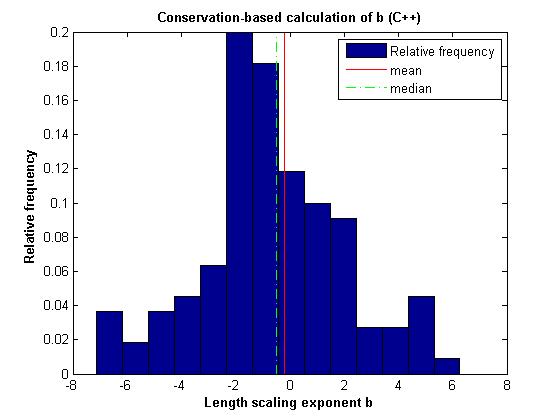 Conservation-based calculation of b (C++)
0.2
0.18
0.16
0.14
0.12
0.1
0.08
0.06
0.04
0.02
0
Relative frequency
Relative frequency
mean
median
-8 -6 -4 -2 0 2 4 6 8
Length scaling exponent b